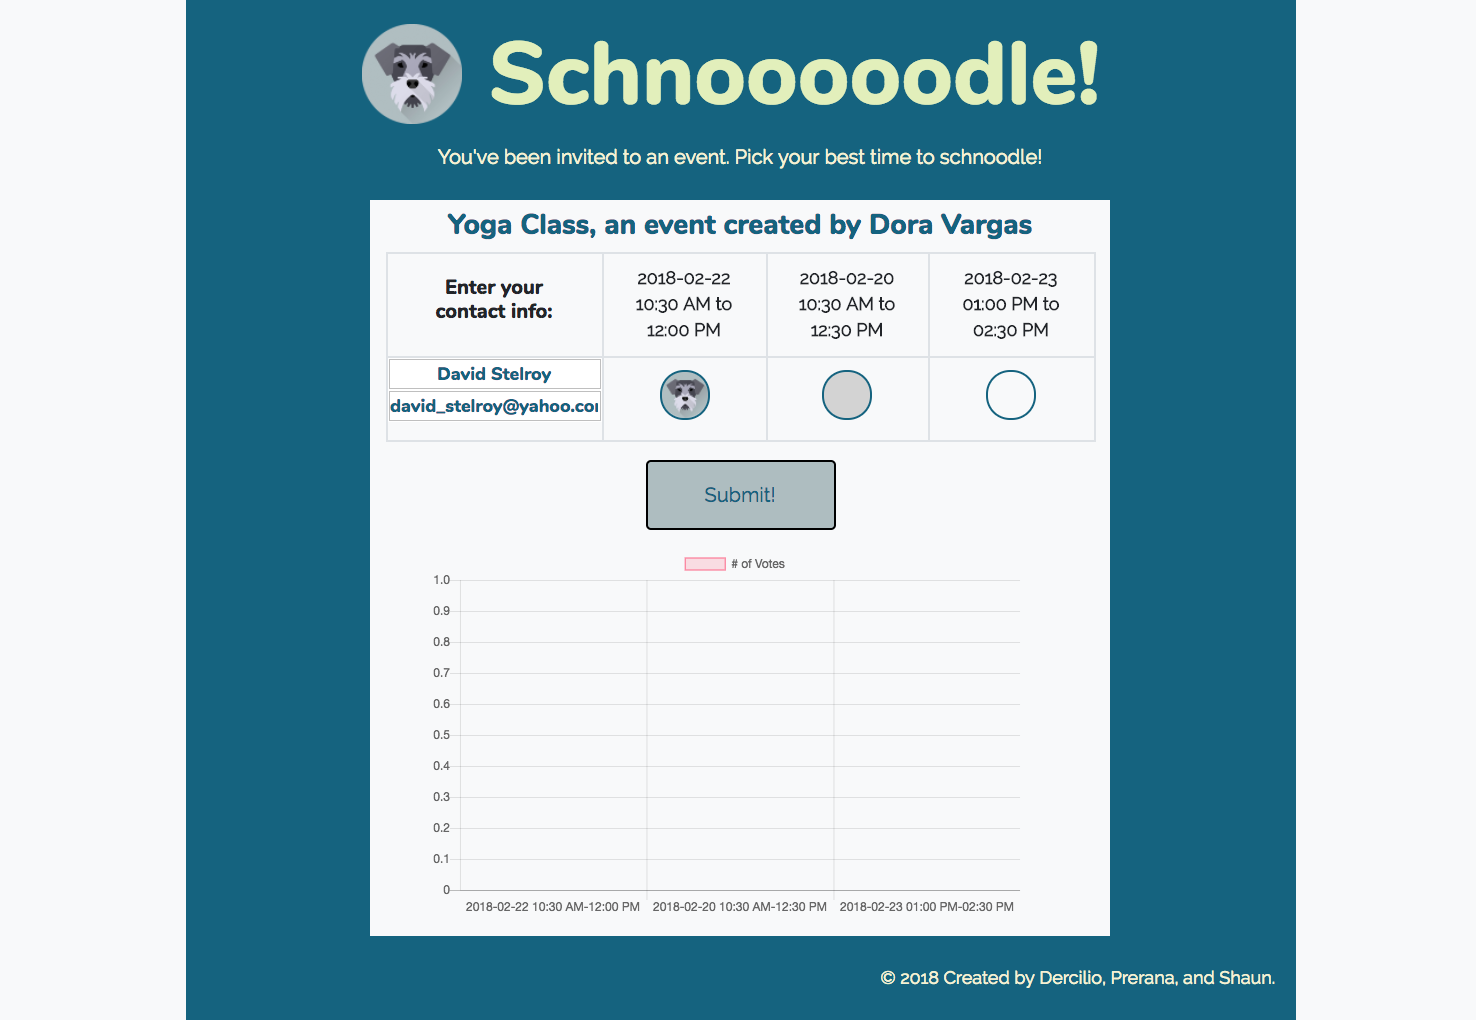 Schnoooooodle!
You've been invited to an event. Pick your best time to schnoodle!
Yoga Class, an event created by Dora Vargas
Enter your
contact info:
2018-02-22
10:30 AM to
12:00 PM
2018-02-20
10:30 AM to
12:30 PM
2018-02-23
01:00 PM to
02:30 PM
David Stelroy
david_stelroy@yahoo.co
Submit!
# of Votes
1.0
0.9
0.8
0.7
0.6
0.5
0.4
0.3
0.2
0.1
0
2018-02-22 10:30 AM-12:00 PM
2018-02-20 10:30 AM-12:30 PM
2018-02-23 01:00 PM-02:30 PM
© 2018 Created by Dercilio, Prerana, and Shaun.